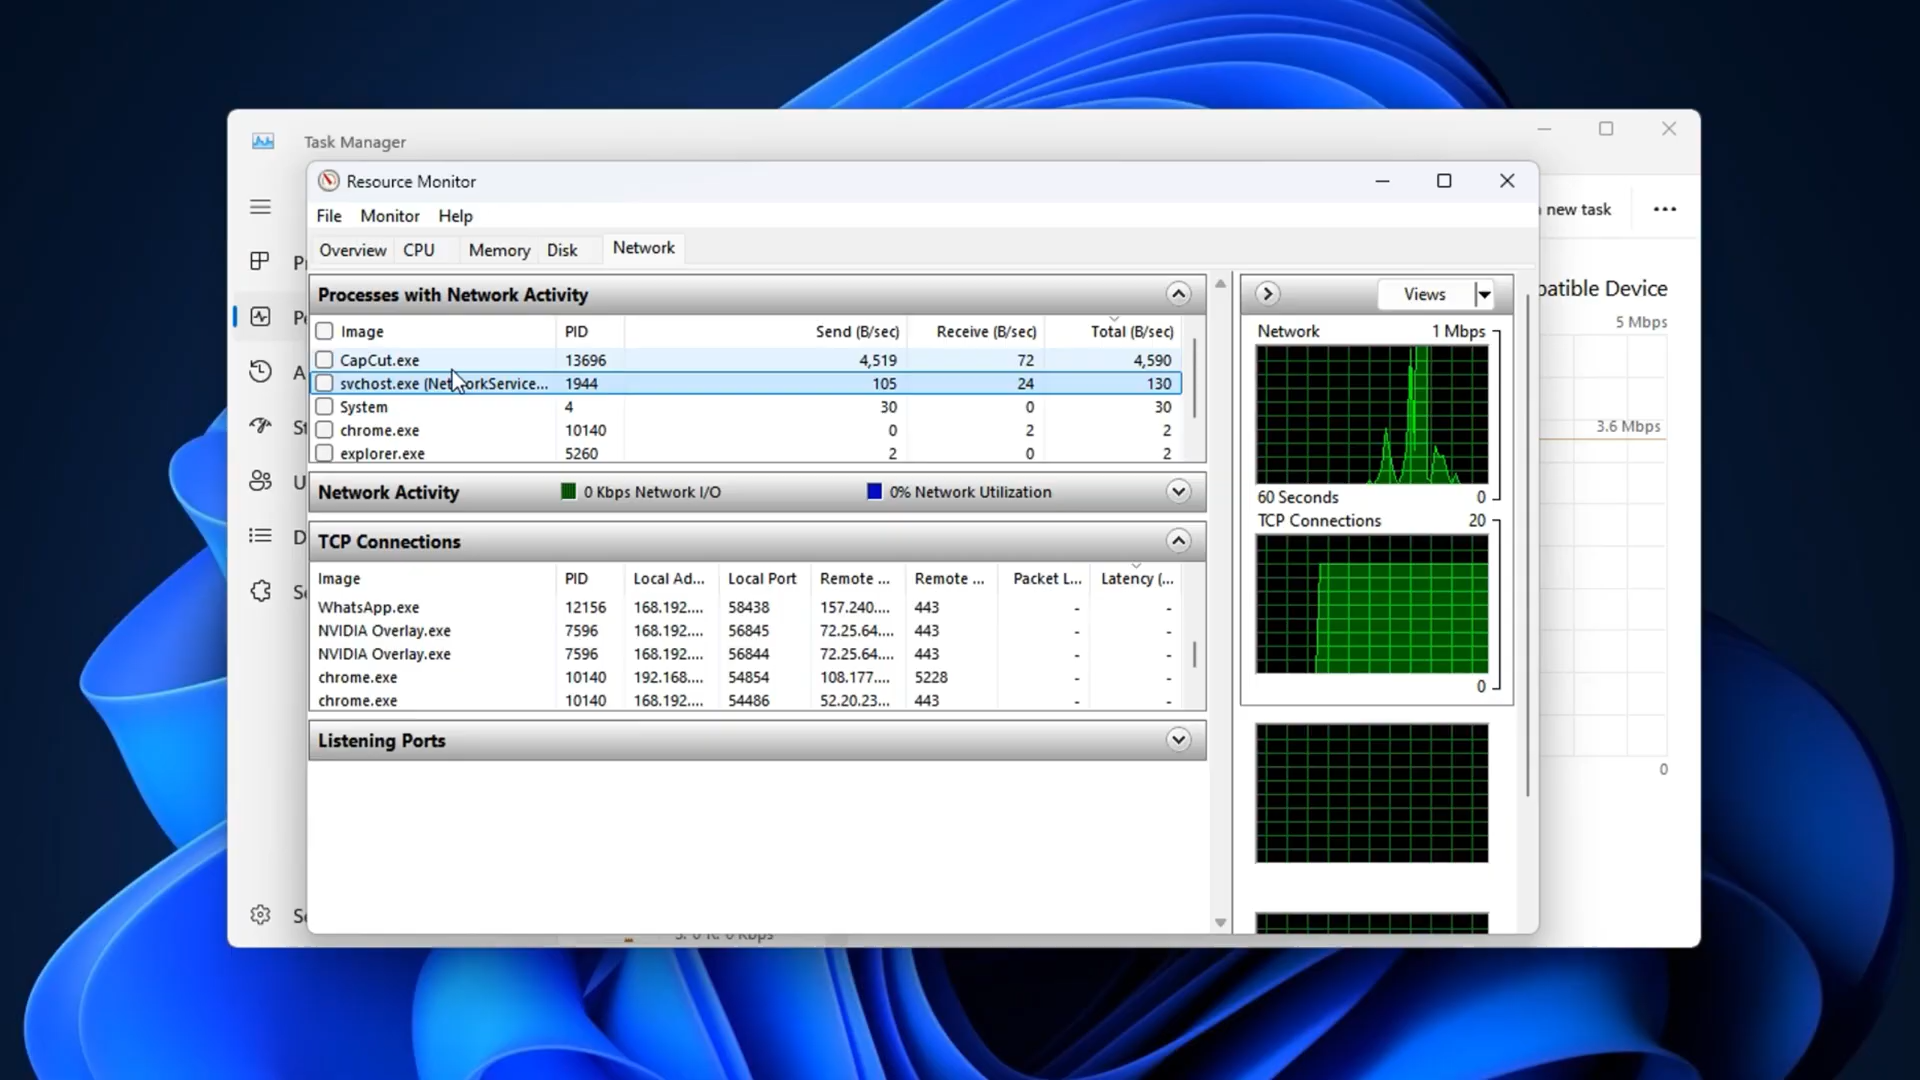 Task Manager
Resource Monitor
File Monitor Help
new task
Overview CPU Memory Disk Network
Processes with Network Activity
Views
patible Device
5 Mbps
Image PID Send (B/sec) Receive (B/sec) Total (B/sec)
Network 1 Mbps
CapCut.exe 13696 4,519 72 4,590
svchost.exe (NetworkService... 1944 105 24 130
System 4 30 0 30
chrome.exe 10140 0 2 2
3.6 Mbps
explorer.exe 5260 2 0 2
Network Activity 0 Kbps Network I/O 0% Network Utilization
60 Seconds 0
TCP Connections 20
TCP Connections
Image PID Local Ad... Local Port Remote ... Remote ... Packet L... Latency (...
WhatsApp.exe 12156 168.192.... 58438 157.240.... 443 - -
NVIDIA Overlay.exe 7596 168.192.... 56845 72.25.64.... 443 - -
NVIDIA Overlay.exe 7596 168.192.... 56844 72.25.64.... 443 - -
chrome.exe 10140 192.168.... 54854 108.177.... 5228 - -
0
chrome.exe 10140 168.192.... 54486 52.20.23... 443 - -
Listening Ports
0